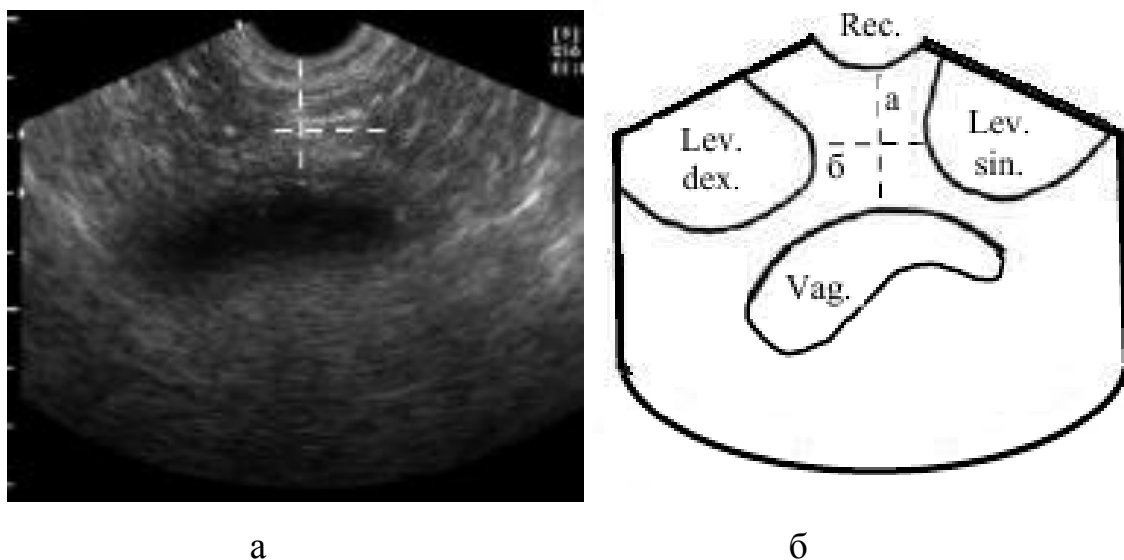 Rec.
а
Lev.
dex.
б
Lev.
sin.
Vag.
а
б